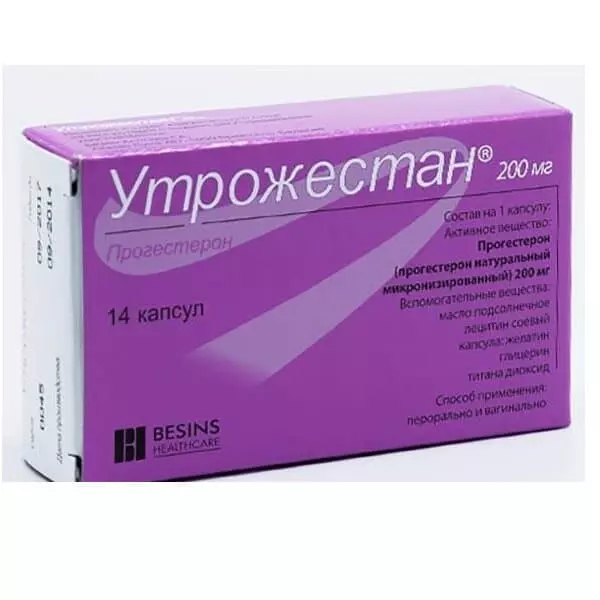 Утрожестан® 200 мг
Прогестерон
14 капсул
Состав на 1 капсулу:
Активное вещество:
Прогестерон
(прогестерон натуральный
микронизированный) 200 мг
Вспомогательные вещества:
масло подсолнечное
лецитин соевый
капсула: желатин
глицерин
титана диоксид
Способ применения:
перорально и вагинально
BESINS
HEALTHCARE
09/2017
09/2014
0045
Утрожестан